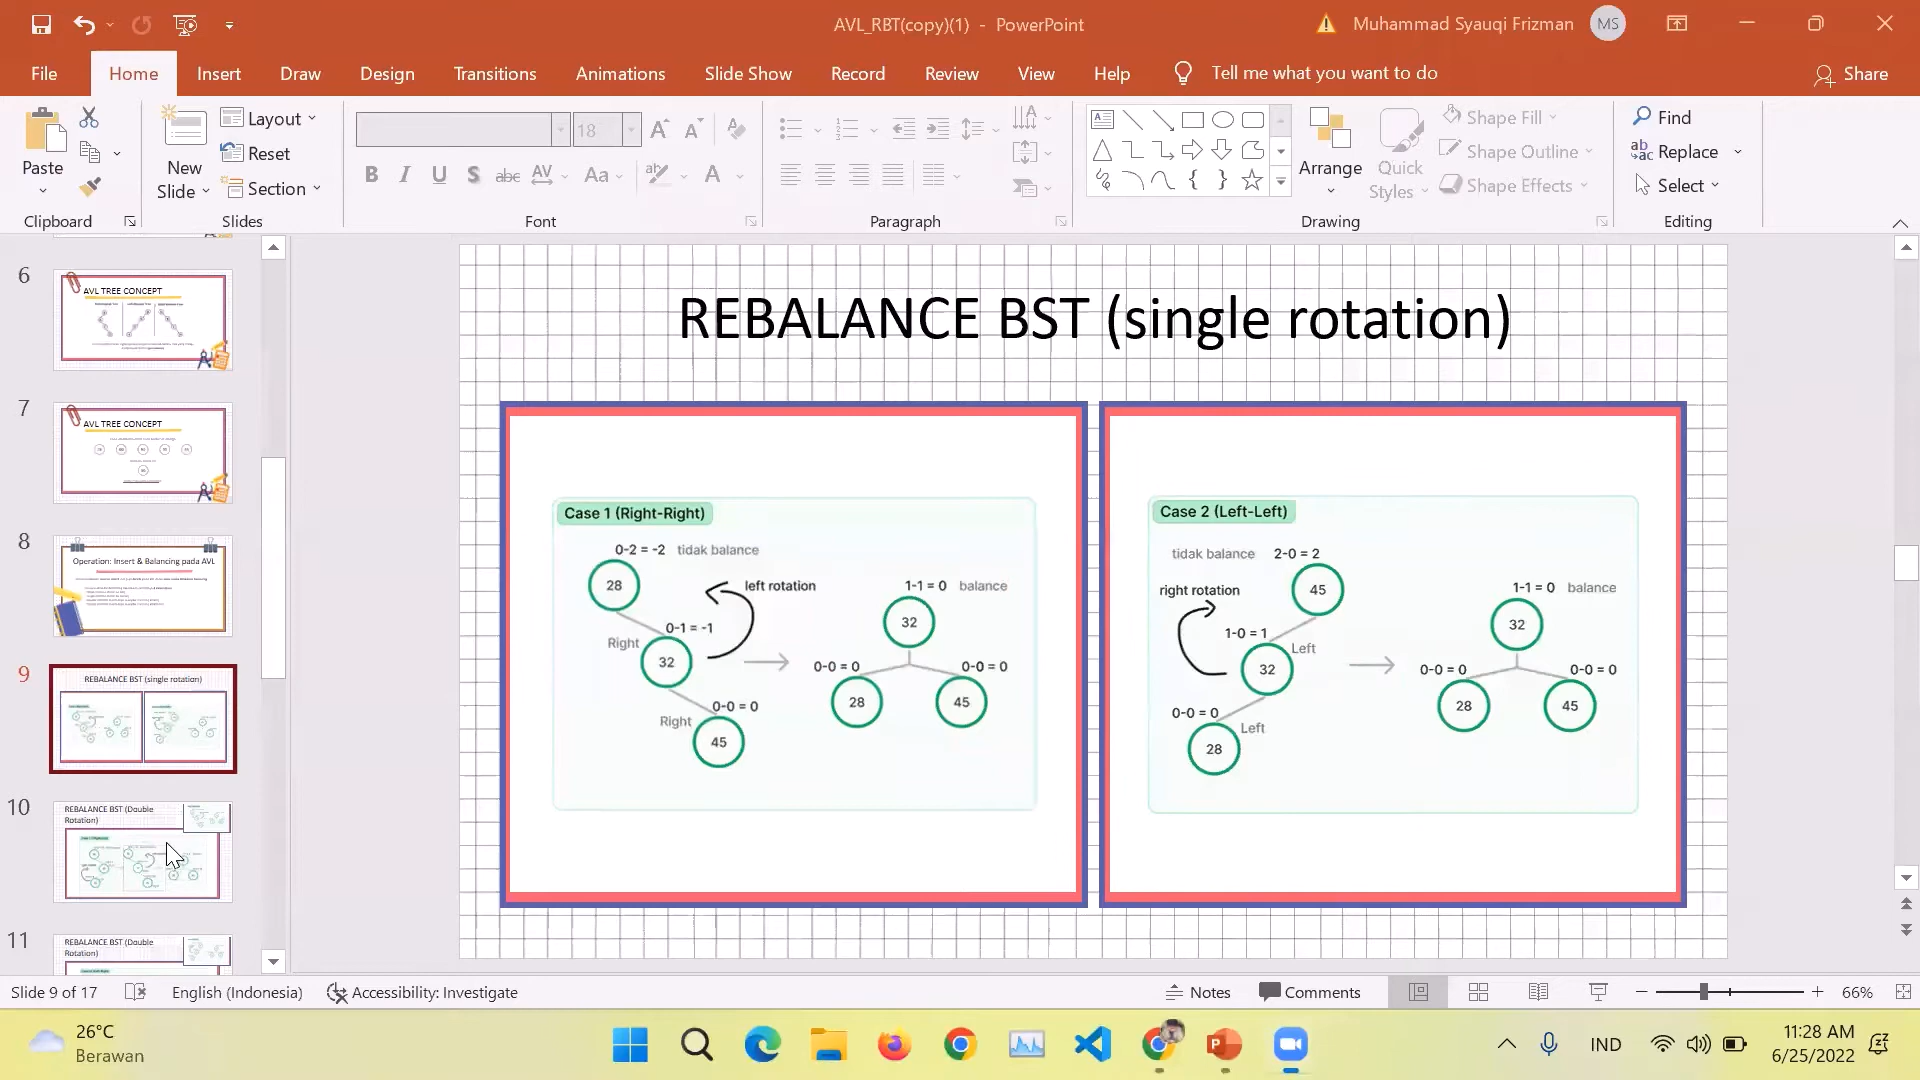 AVL_RBT(copy)(1) - PowerPoint
Muhammad Syauqi Frizman
MS
File Home Insert Draw Design Transitions Animations Slide Show Record Review View Help Tell me what you want to do Share
Paste
New Slide
Layout
Reset
Section
18
B I U S abc AV Aa A
Arrange
Quick Styles
Shape Fill
Shape Outline
Shape Effects
Find
Replace
Select
Clipboard Slides Font Paragraph Drawing Editing
6
AVL TREE CONCEPT
7
AVL TREE CONCEPT
8
Operation: Insert & Balancing pada AVL
9
REBALANCE BST (single rotation)
10
REBALANCE BST (Double
Rotation)
11
REBALANCE BST (Double
Rotation)
REBALANCE BST (single rotation)
Case 1 (Right-Right)
0-2 = -2 tidak balance
28
left rotation
1-1 = 0 balance
0-1 = -1
32
Right
32
0-0 = 0
0-0 = 0
28
45
0-0 = 0
Right
45
Case 2 (Left-Left)
tidak balance 2-0 = 2
45
right rotation
1-1 = 0 balance
1-0 = 1
32
Left
32
0-0 = 0
0-0 = 0
28
45
0-0 = 0
Left
28
Slide 9 of 17
English (Indonesia)
Accessibility: Investigate
Notes
Comments
66%
26°C
Berawan
IND
11:28 AM
6/25/2022